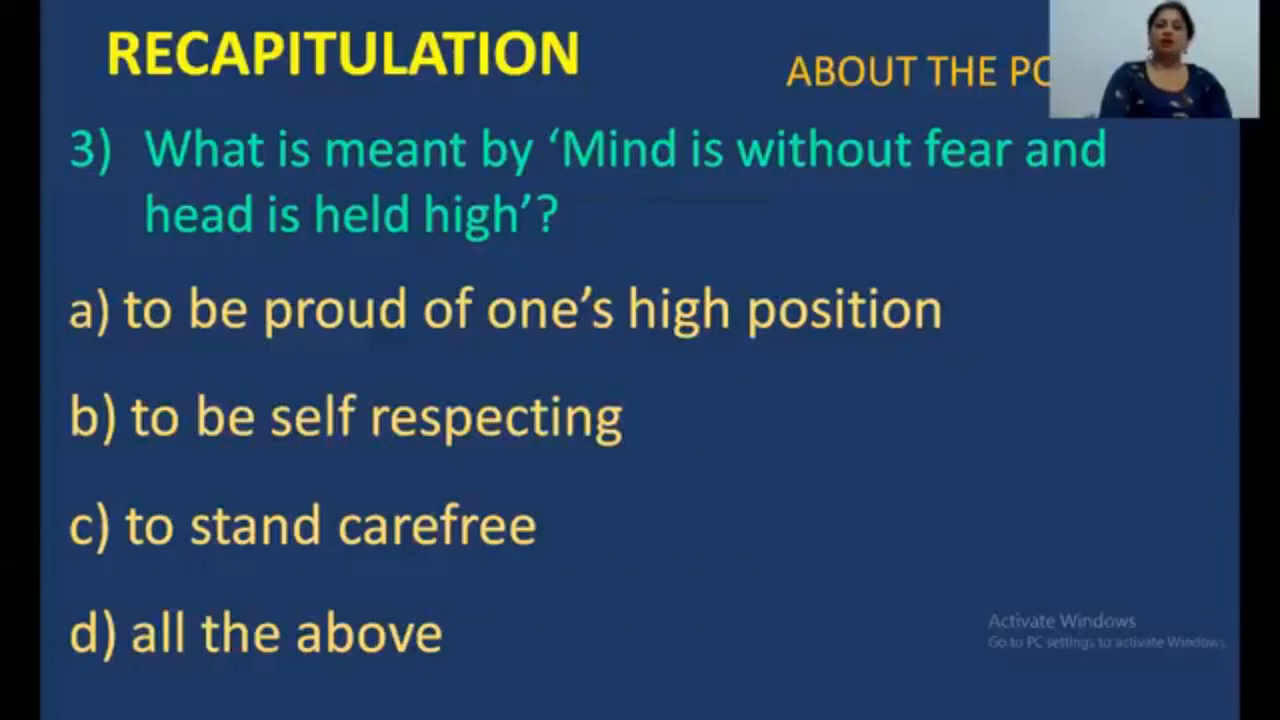 RECAPITULATION
ABOUT THE
3) What is meant by ‘Mind is without fear and
head is held high’?
a) to be proud of one’s high position
b) to be self respecting
c) to stand carefree
d) all the above
Activate Windows
Go to PC settings to activate Windows.